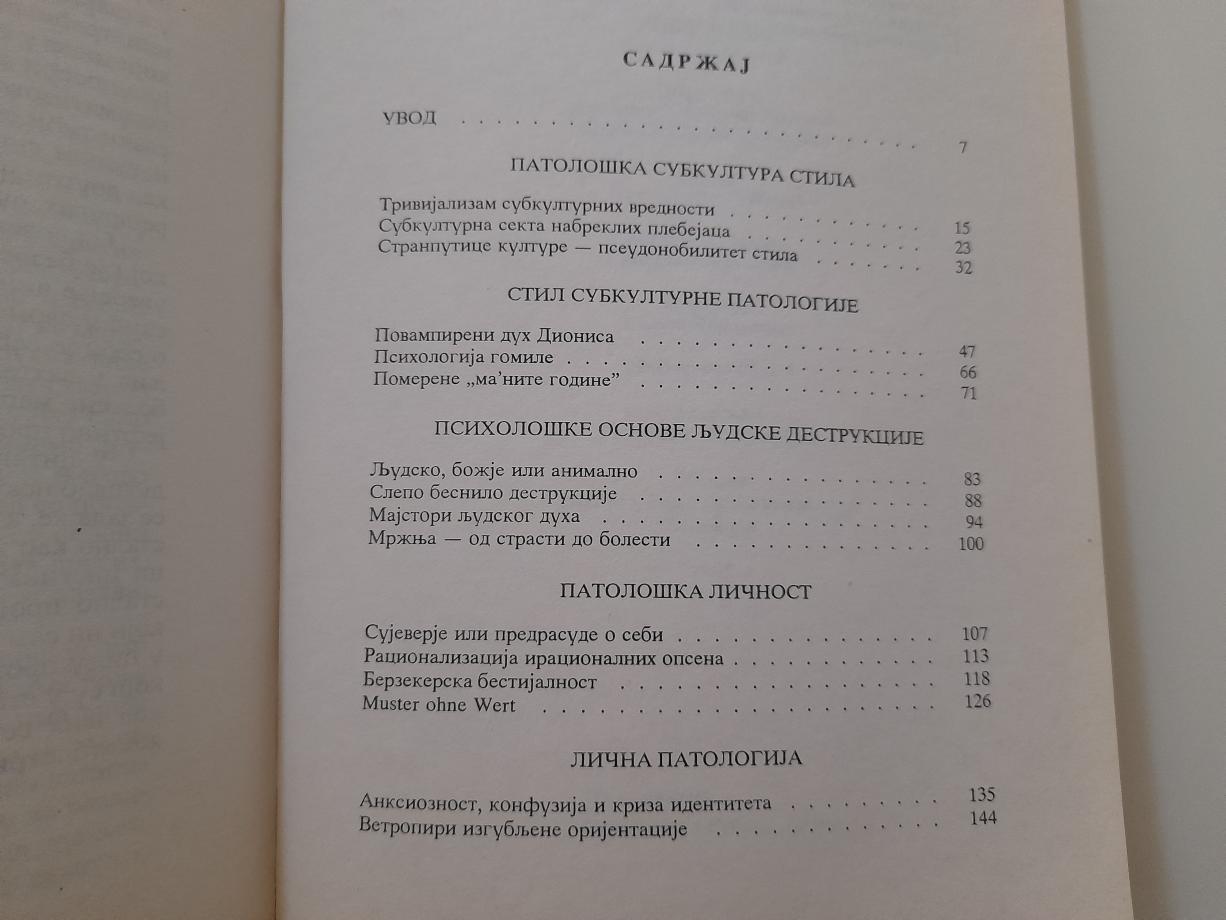 САДРЖАЈ
УВОД . . . . . . . . . . . . . . . . . . . . . . . . . . 7
ПАТОЛОШКА СУБКУЛТУРА СТИЛА
Тривијализам субкултурних вредности . . . . . . . . . . . 15
Субкултурна секта набреклих плебејаца . . . . . . . . . . 23
Странпутице културе — псеудонобилитет стила . . . . . . . 32
СТИЛ СУБКУЛТУРНЕ ПАТОЛОГИЈЕ
Повампирени дух Диониса . . . . . . . . . . . . . . . . 47
Психологија гомиле . . . . . . . . . . . . . . . . . . . . 66
Померене „ма’ните године” . . . . . . . . . . . . . . . . 71
ПСИХОЛОШКЕ ОСНОВЕ ЉУДСКЕ ДЕСТРУКЦИЈЕ
Људско, божје или анимално . . . . . . . . . . . . . . . 83
Слепо беснило деструкције . . . . . . . . . . . . . . . . 88
Мајстори људског духа . . . . . . . . . . . . . . . . . . 94
Мржња — од страсти до болести . . . . . . . . . . . . . 100
ПАТОЛОШКА ЛИЧНОСТ
Сујеверје или предрасуде о себи . . . . . . . . . . . . . . 107
Рационализација ирационалних опсена . . . . . . . . . . . 113
Берзекерска бестијалност . . . . . . . . . . . . . . . . . 118
Muster ohne Wert . . . . . . . . . . . . . . . . . . . . . 126
ЛИЧНА ПАТОЛОГИЈА
Анксиозност, конфузија и криза идентитета . . . . . . . . 135
Ветропири изгубљене оријентације . . . . . . . . . . . . 144